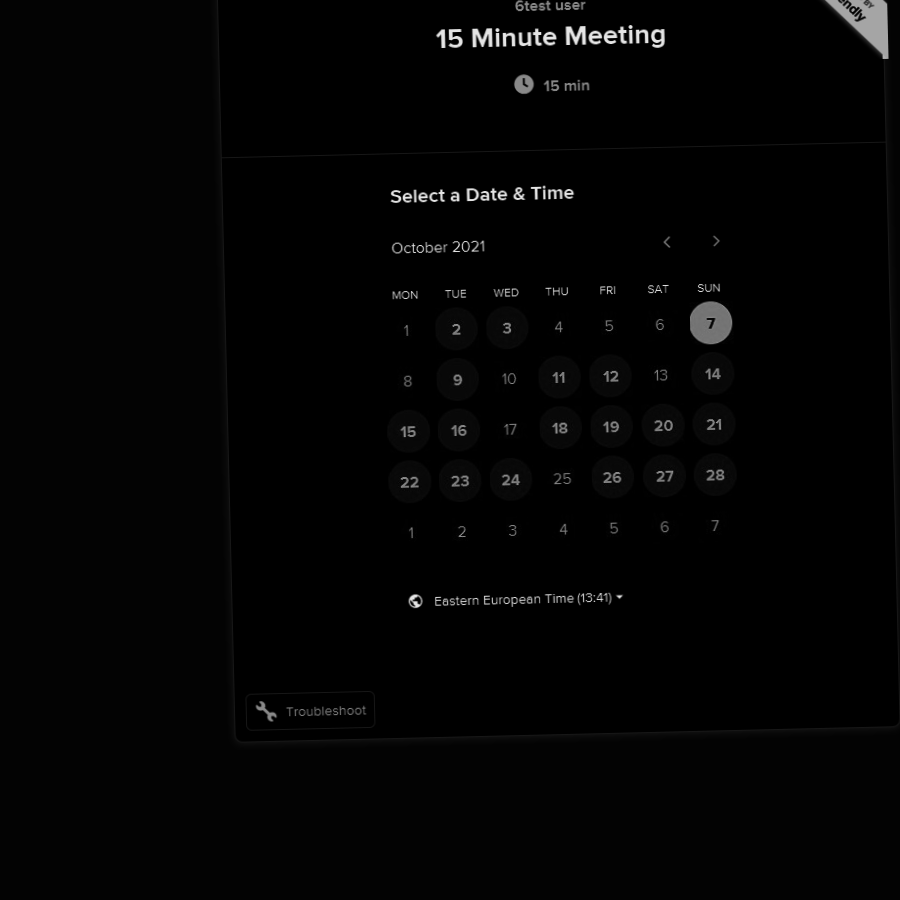 6test user
15 Minute Meeting
15 min
BY
endly
Select a Date & Time
October 2021
MON TUE WED THU FRI SAT SUN
1 2 3 4 5 6 7
8 9 10 11 12 13 14
15 16 17 18 19 20 21
22 23 24 25 26 27 28
1 2 3 4 5 6 7
Eastern European Time (13:41)
Troubleshoot